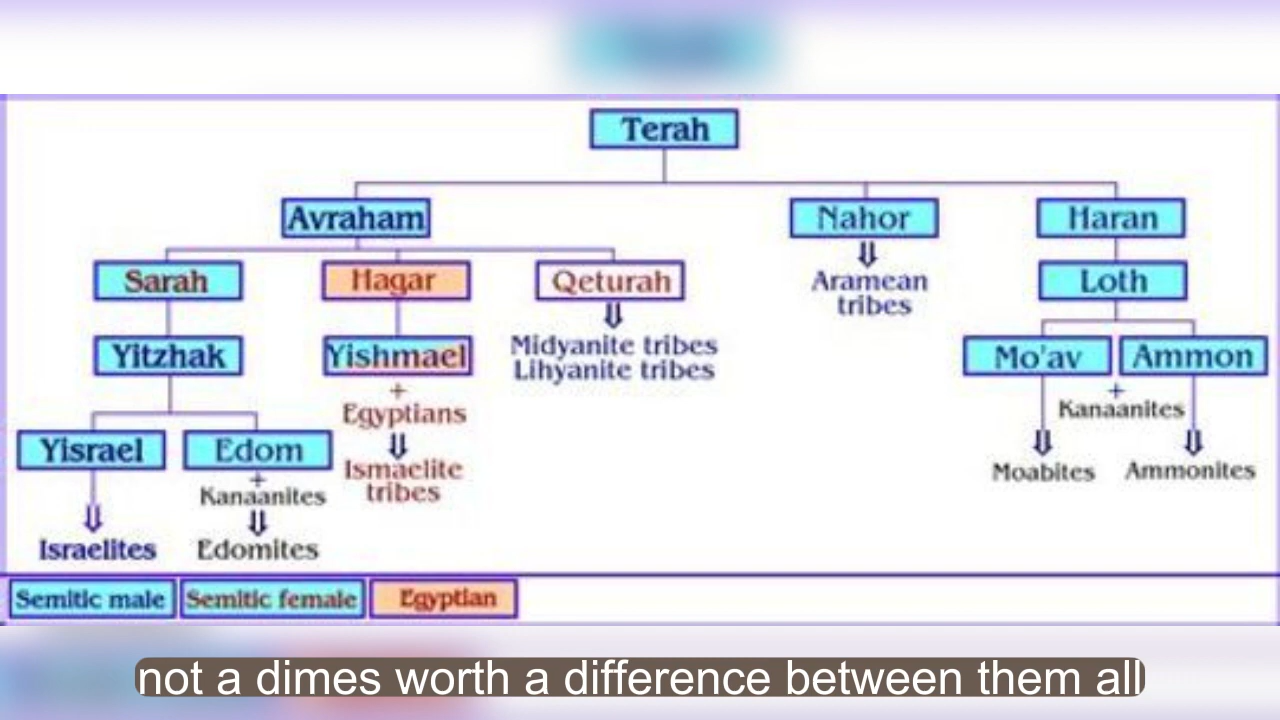 Terah
Avraham
Nahor
Haran
Sarah
Hagar
Qeturah
Aramean
tribes
Loth
Yitzhak
Yishmael
Midyanite tribes
Lihyanite tribes
Mo'av
Ammon
+
Egyptians
+
Kanaanites
Yisrael
Edom
Ismaelite
tribes
Moabites
Ammonites
+
Kanaanites
Israelites
Edomites
Semitic male
Semitic female
Egyptian
not a dimes worth a difference between them all